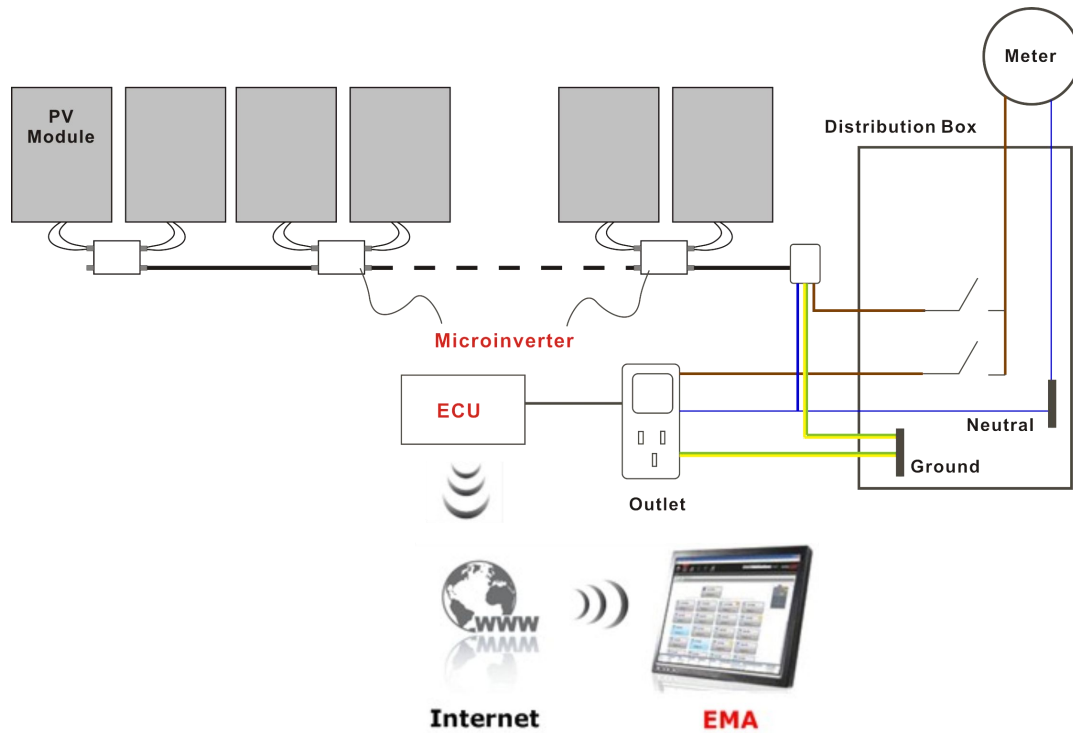 Meter
PV
Module
Distribution Box
Microinverter
ECU
Neutral
Ground
Outlet
WWW
Internet
EMA